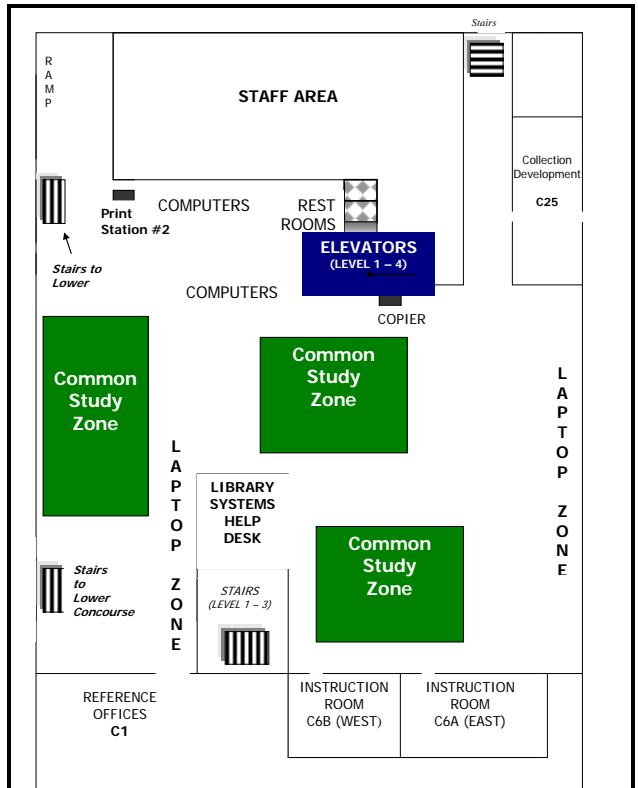 Stairs
R
A
M
P
STAFF AREA
Collection
Development
C25
Print
Station #2
COMPUTERS
REST
ROOMS
ELEVATORS
(LEVEL 1 – 4)
Stairs to
Lower
COMPUTERS
COPIER
Common
Study
Zone
Common
Study
Zone
L
A
P
T
O
P
Z
O
N
E
L
A
P
T
O
P
Z
O
N
E
LIBRARY
SYSTEMS
HELP
DESK
Common
Study
Zone
Stairs
to
Lower
Concourse
STAIRS
(LEVEL 1 – 3)
REFERENCE
OFFICES
C1
INSTRUCTION
ROOM
C6B (WEST)
INSTRUCTION
ROOM
C6A (EAST)